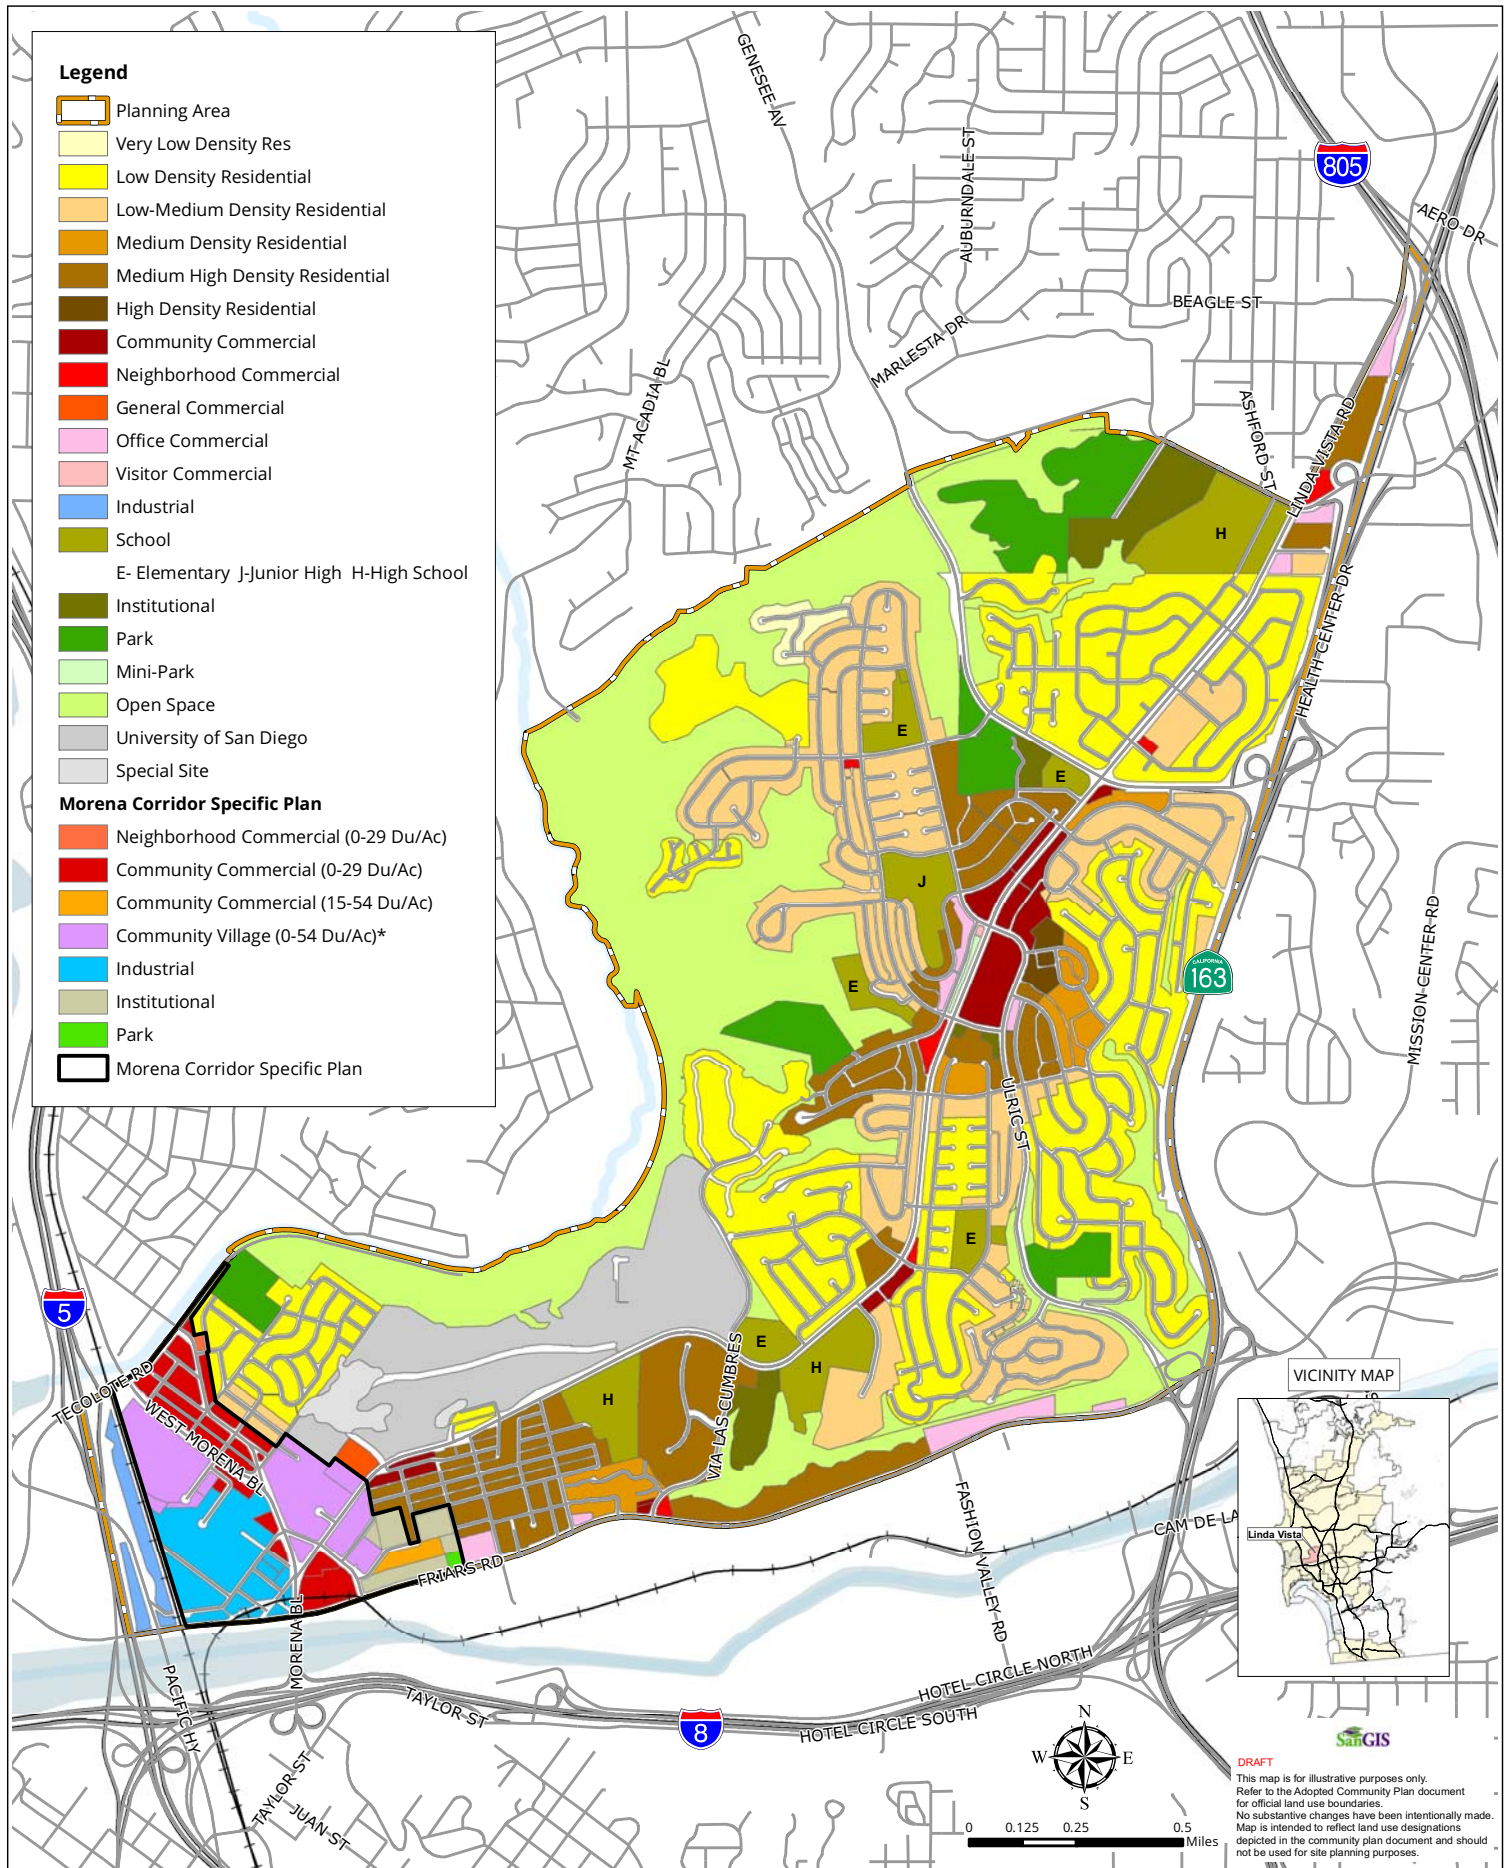 Legend
Planning Area
Very Low Density Res
Low Density Residential
Low-Medium Density Residential
Medium Density Residential
Medium High Density Residential
High Density Residential
Community Commercial
Neighborhood Commercial
General Commercial
Office Commercial
Visitor Commercial
Industrial
School
E- Elementary J-Junior High H-High School
Institutional
Park
Mini-Park
Open Space
University of San Diego
Special Site
Morena Corridor Specific Plan
Neighborhood Commercial (0-29 Du/Ac)
Community Commercial (0-29 Du/Ac)
Community Commercial (15-54 Du/Ac)
Community Village (0-54 Du/Ac)*
Industrial
Institutional
Park
Morena Corridor Specific Plan
GENESEE AV
AUBURNDALE ST
805
AERO DR
BEAGLE ST
MARLESTA DR
MT ACADIA BL
ASHFORD ST
LINDA VISTA RD
H
HEALTH CENTER DR
E
E
J
MISSION CENTER RD
CALIFORNIA
163
E
ULRIC ST
E
5
E
H
H
VIA LAS CUMBRES
TECOLOTE RD
WEST MORENA BL
FRIARS RD
FASHION VALLEY RD
CAM DE LA
MORENA BL
PACIFIC HY
TAYLOR ST
8
HOTEL CIRCLE NORTH
HOTEL CIRCLE SOUTH
TAYLOR ST
JUAN ST
VICINITY MAP
Linda Vista
N
W
E
S
0 0.125 0.25 0.5
Miles
SanGIS
DRAFT
This map is for illustrative purposes only.
Refer to the Adopted Community Plan document
for official land use boundaries.
No substantive changes have been intentionally made.
Map is intended to reflect land use designations
depicted in the community plan document and should
not be used for site planning purposes.